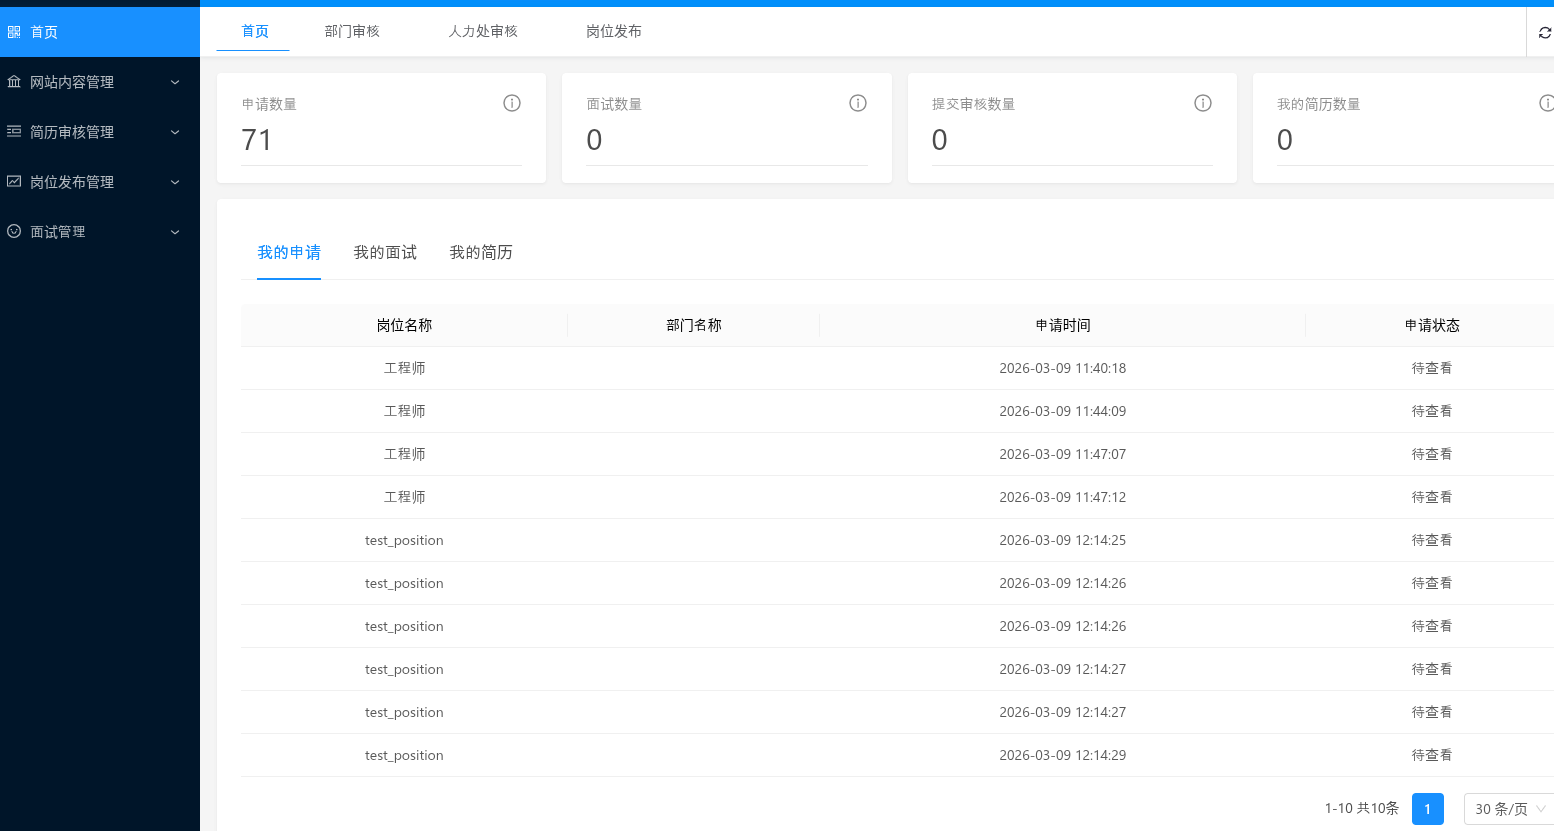 首页
网站内容管理
简历审核管理
岗位发布管理
面试管理
首页 部门审核 人力处审核 岗位发布
申请数量 面试数量 提交审核数量 我的简历数量
71 0 0 0
我的申请 我的面试 我的简历
岗位名称 部门名称 申请时间 申请状态
工程师 2026-03-09 11:40:18 待查看
工程师 2026-03-09 11:44:09 待查看
工程师 2026-03-09 11:47:07 待查看
工程师 2026-03-09 11:47:12 待查看
test_position 2026-03-09 12:14:25 待查看
test_position 2026-03-09 12:14:26 待查看
test_position 2026-03-09 12:14:26 待查看
test_position 2026-03-09 12:14:27 待查看
test_position 2026-03-09 12:14:27 待查看
test_position 2026-03-09 12:14:29 待查看
1-10 共10条 1 30 条/页